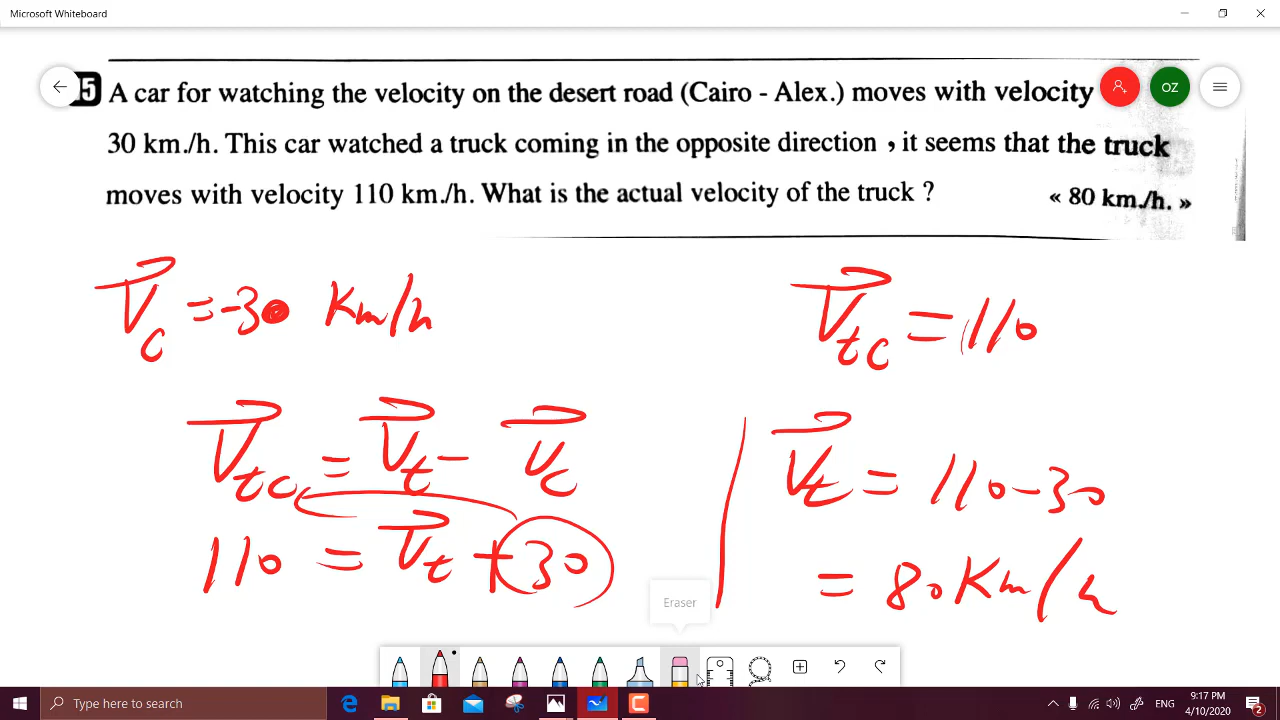 Microsoft Whiteboard
5 A car for watching the velocity on the desert road (Cairo - Alex.) moves with velocity
OZ
30 km./h. This car watched a truck coming in the opposite direction , it seems that the truck
moves with velocity 110 km./h. What is the actual velocity of the truck ?
« 80 km./h. »
Vc = -30 Km/h
Vtc = 110
Vtc = Vt - Vc
110 = Vt + 30
Vt = 110-30
= 80 Km/h
Eraser
Type here to search
ENG
9:17 PM
4/10/2020
2